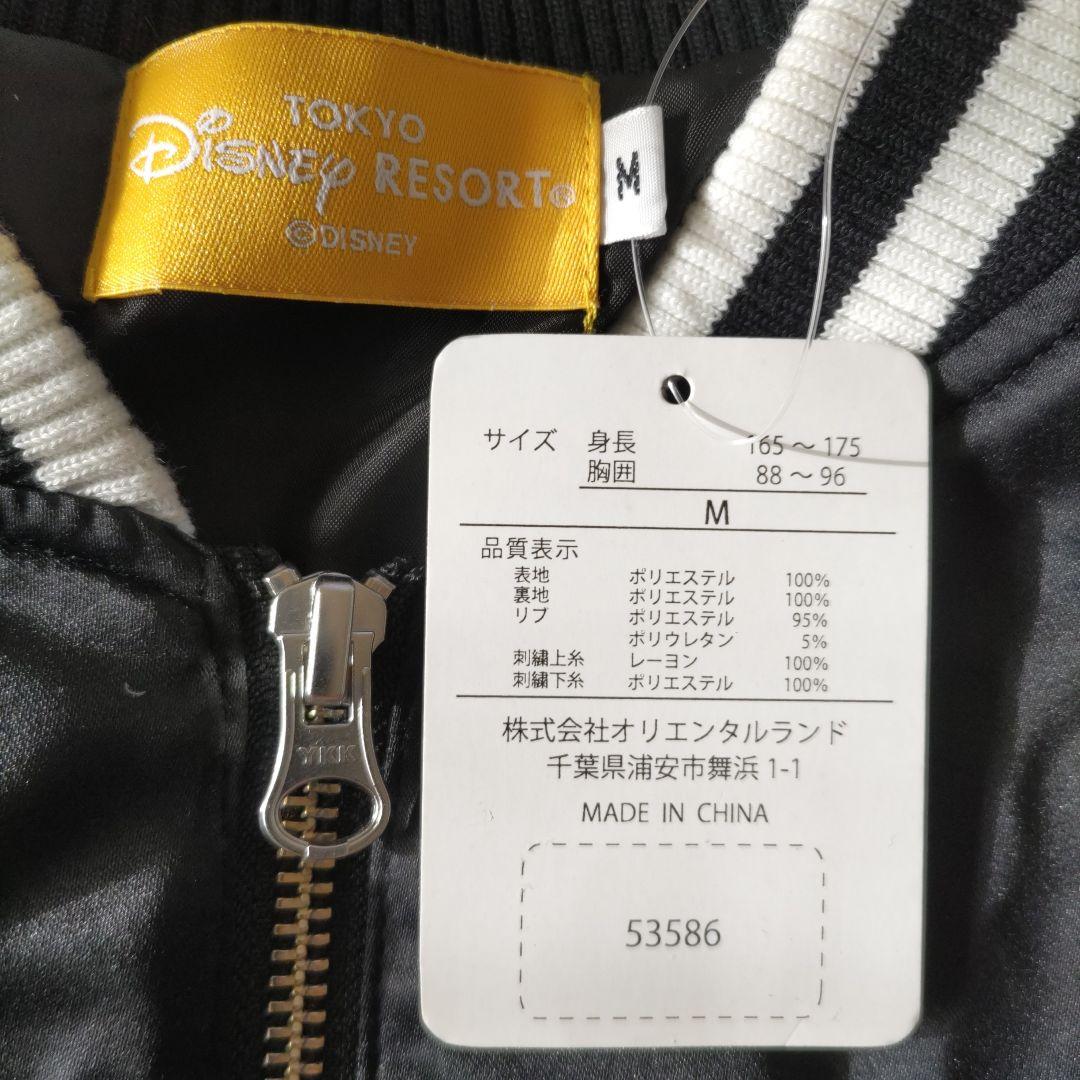 TOKYO
Disney RESORT®
©DISNEY
M
サイズ 身長 165～175
胸囲 88～96
M
品質表示
表地 ポリエステル 100%
裏地 ポリエステル 100%
リブ ポリエステル 95%
ポリウレタン 5%
刺繍上糸 レーヨン 100%
刺繍下糸 ポリエステル 100%
株式会社オリエンタルランド
千葉県浦安市舞浜 1-1
MADE IN CHINA
53586
YKK